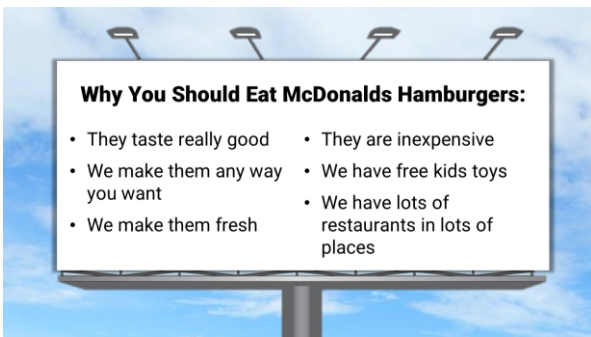 Why You Should Eat McDonalds Hamburgers:
• They taste really good
• We make them any way
you want
• We make them fresh
• They are inexpensive
• We have free kids toys
• We have lots of
restaurants in lots of
places